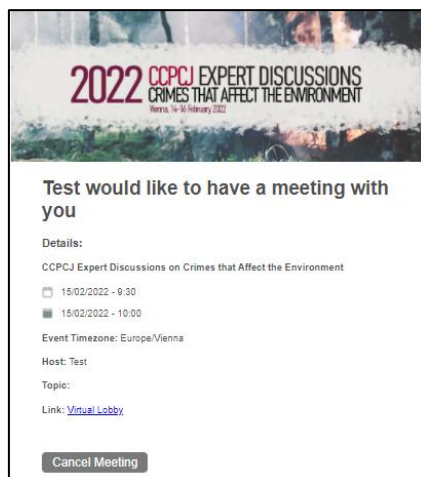 2022 CCPCJ EXPERT DISCUSSIONS
CRIMES THAT AFFECT THE ENVIRONMENT
Vienna, 14-16 February 2022
Test would like to have a meeting with
you
Details:
CCPCJ Expert Discussions on Crimes that Affect the Environment
15/02/2022 - 9:30
15/02/2022 - 10:00
Event Timezone: Europe/Vienna
Host: Test
Topic:
Link: Virtual Lobby
Cancel Meeting